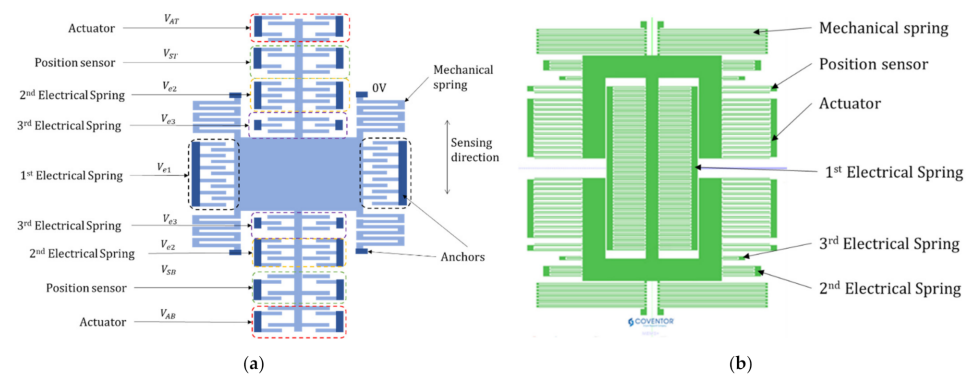 Actuator
V_AT
Position sensor
V_ST
2nd Electrical Spring
V_e2
3rd Electrical Spring
V_e3
1st Electrical Spring
V_e1
3rd Electrical Spring
V_e3
2nd Electrical Spring
V_e2
Position sensor
V_SB
Actuator
V_AB
0V
Mechanical
spring
Sensing
direction
Anchors
(a)
Mechanical spring
Position sensor
Actuator
1st Electrical Spring
3rd Electrical Spring
2nd Electrical Spring
COVENTOR
(b)